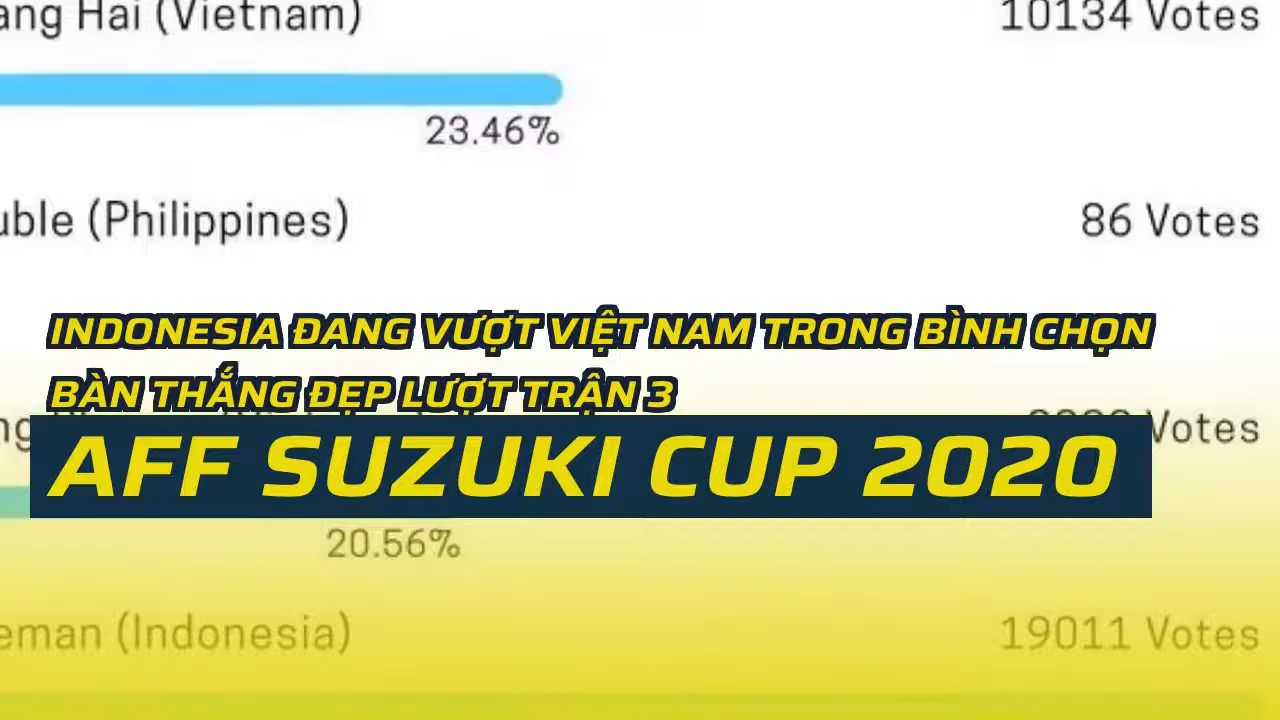 ang Hai (Vietnam) 10134 Votes
23.46%
uble (Philippines) 86 Votes
INDONESIA ĐANG VƯỢT VIỆT NAM TRONG BÌNH CHỌN
BÀN THẮNG ĐẸP LƯỢT TRẬN 3
Votes
AFF SUZUKI CUP 2020
20.56%
eman (Indonesia) 19011 Votes